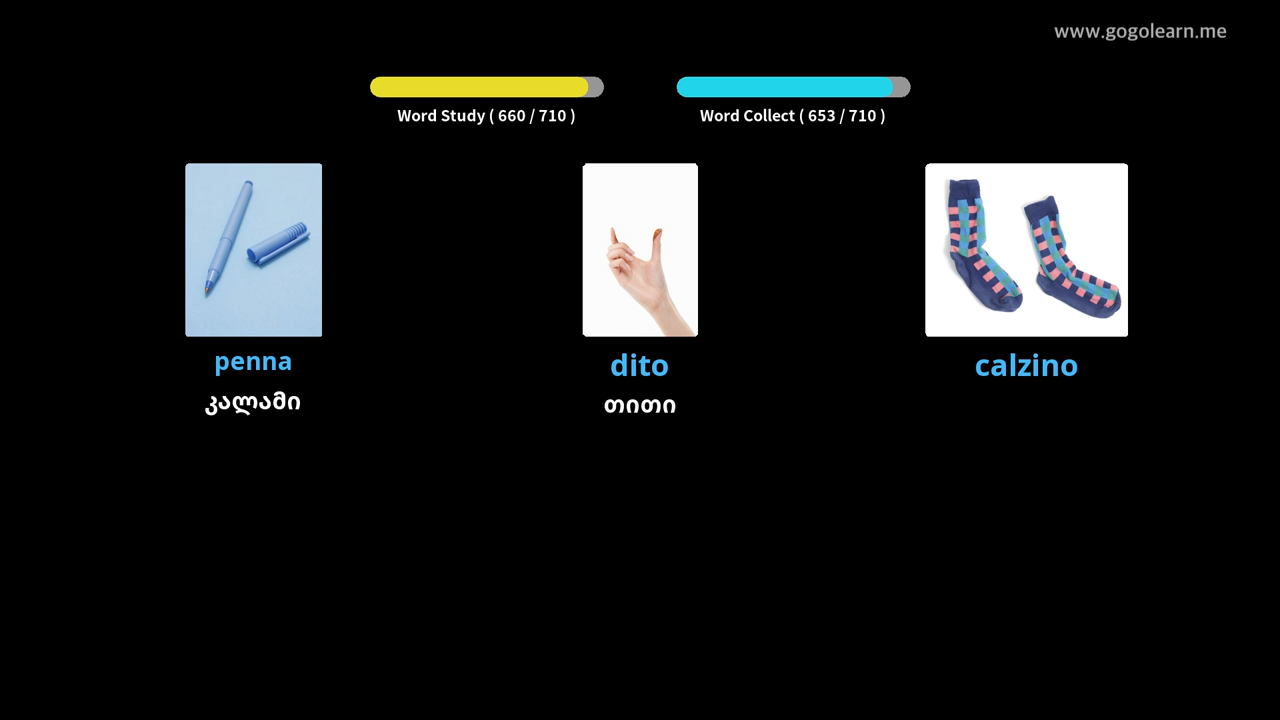 www.gogolearn.me
Word Study ( 660 / 710 )
Word Collect ( 653 / 710 )
penna
dito
calzino
კალამი
თითი